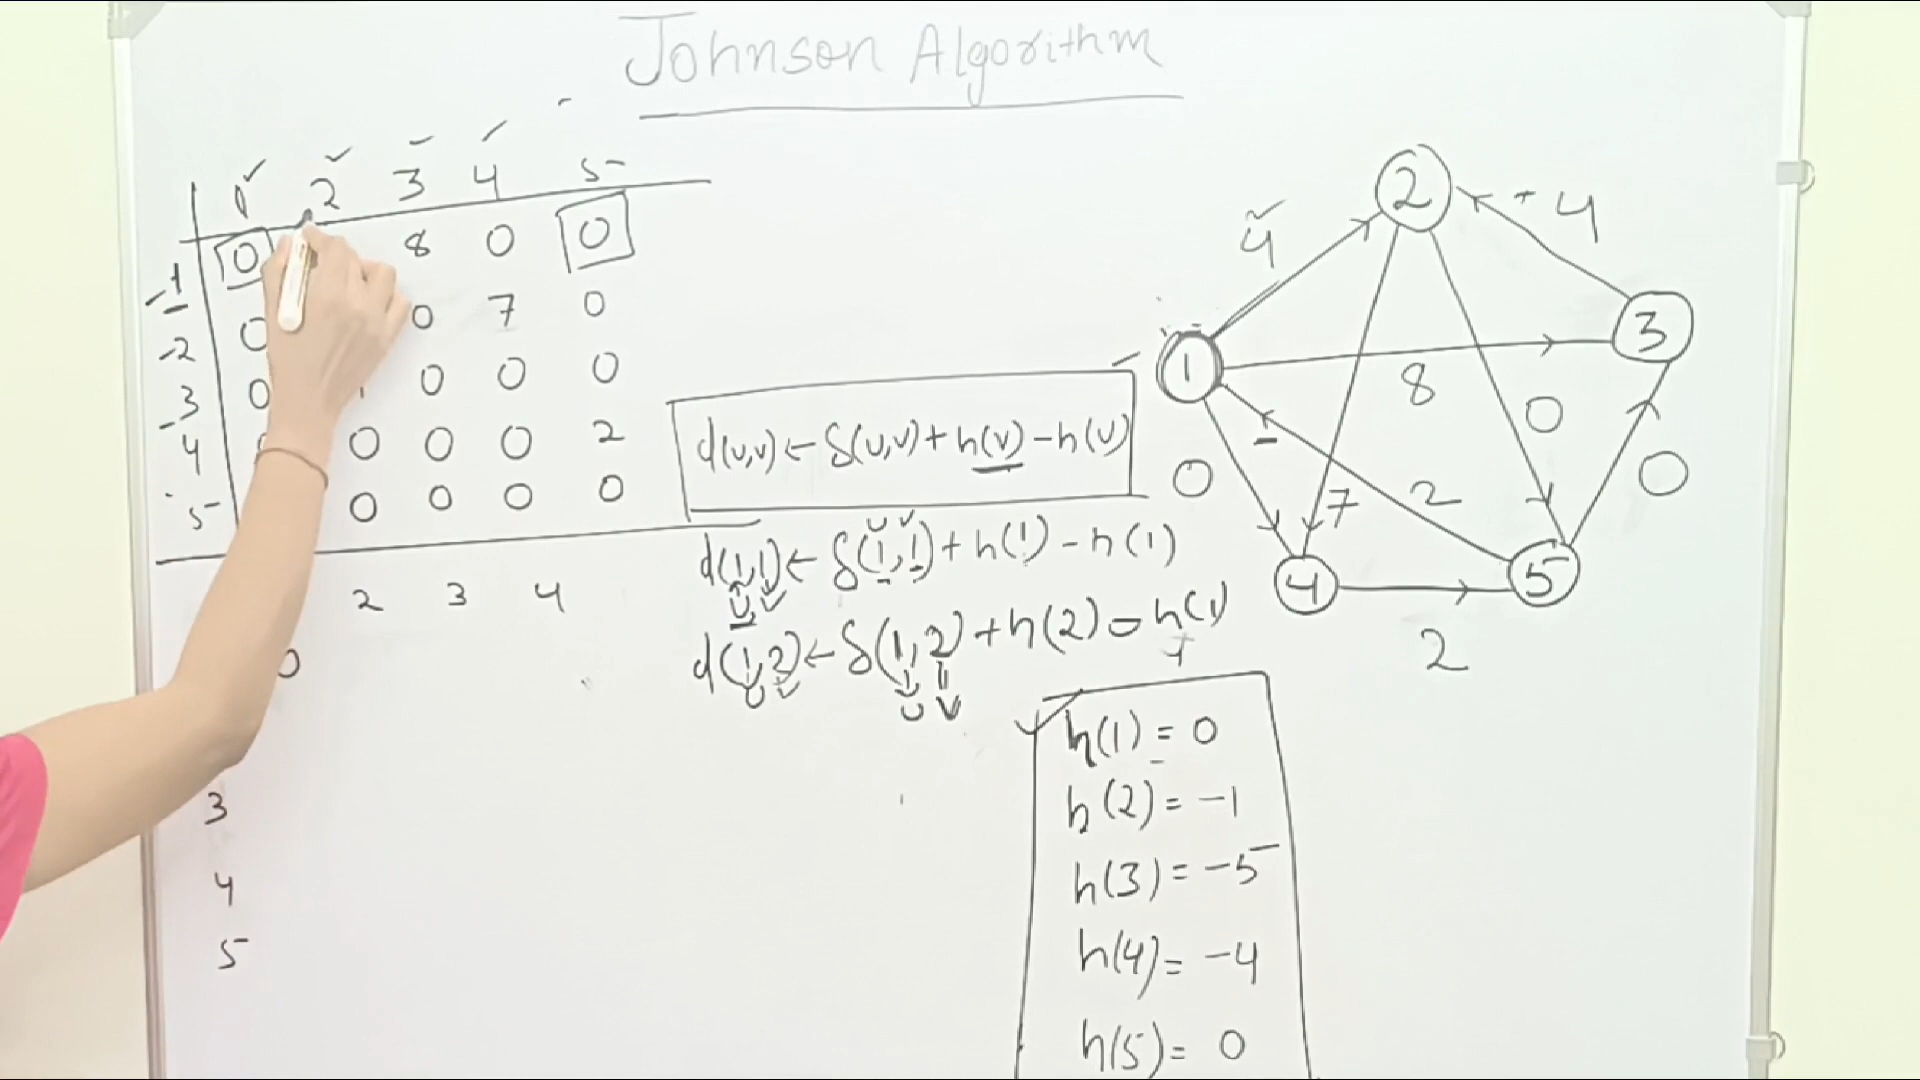 Johnson Algorithm
1 2 3 4 5
1 0 8 0 0
2 0 0 7 0
3 0 0 0 0
4 0 0 0 2
5 0 0 0 0
2 3 4
0
3
4
5
d(u,v) ← δ(u,v) + h(v) - h(u)
d(1,1) ← δ(1,1) + h(1) - h(1)
u v
u v
d(1,2) ← δ(1,2) + h(2) - h(1)
u v
u v
h(1) = 0
h(2) = -1
h(3) = -5
h(4) = -4
h(5) = 0
2
4
4
3
1
8
0
0
0
7
2
4
5
2